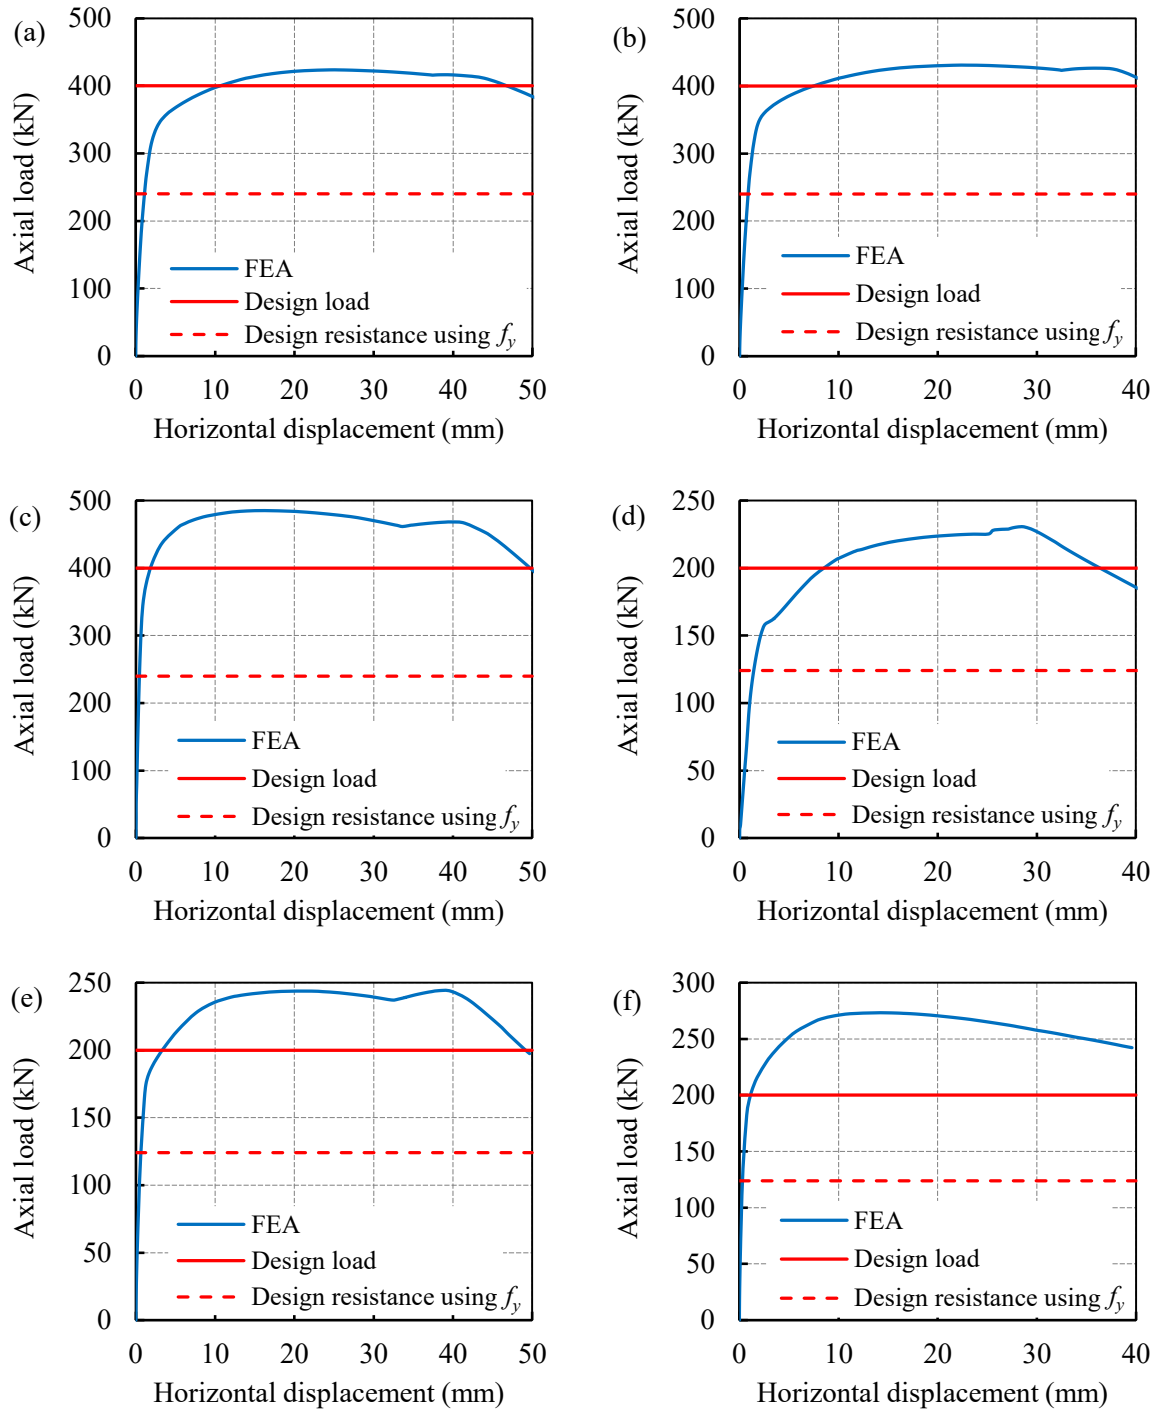 (a)
500
400
300
200
100
0
Axial load (kN)
FEA
Design load
Design resistance using fy
0 10 20 30 40 50
Horizontal displacement (mm)
(b)
500
400
300
200
100
0
Axial load (kN)
FEA
Design load
Design resistance using fy
0 10 20 30 40
Horizontal displacement (mm)
(c)
500
400
300
200
100
0
Axial load (kN)
FEA
Design load
Design resistance using fy
0 10 20 30 40 50
Horizontal displacement (mm)
(d)
250
200
150
100
50
0
Axial load (kN)
FEA
Design load
Design resistance using fy
0 10 20 30 40
Horizontal displacement (mm)
(e)
250
200
150
100
50
0
Axial load (kN)
FEA
Design load
Design resistance using fy
0 10 20 30 40 50
Horizontal displacement (mm)
(f)
300
250
200
150
100
50
0
Axial load (kN)
FEA
Design load
Design resistance using fy
0 10 20 30 40
Horizontal displacement (mm)